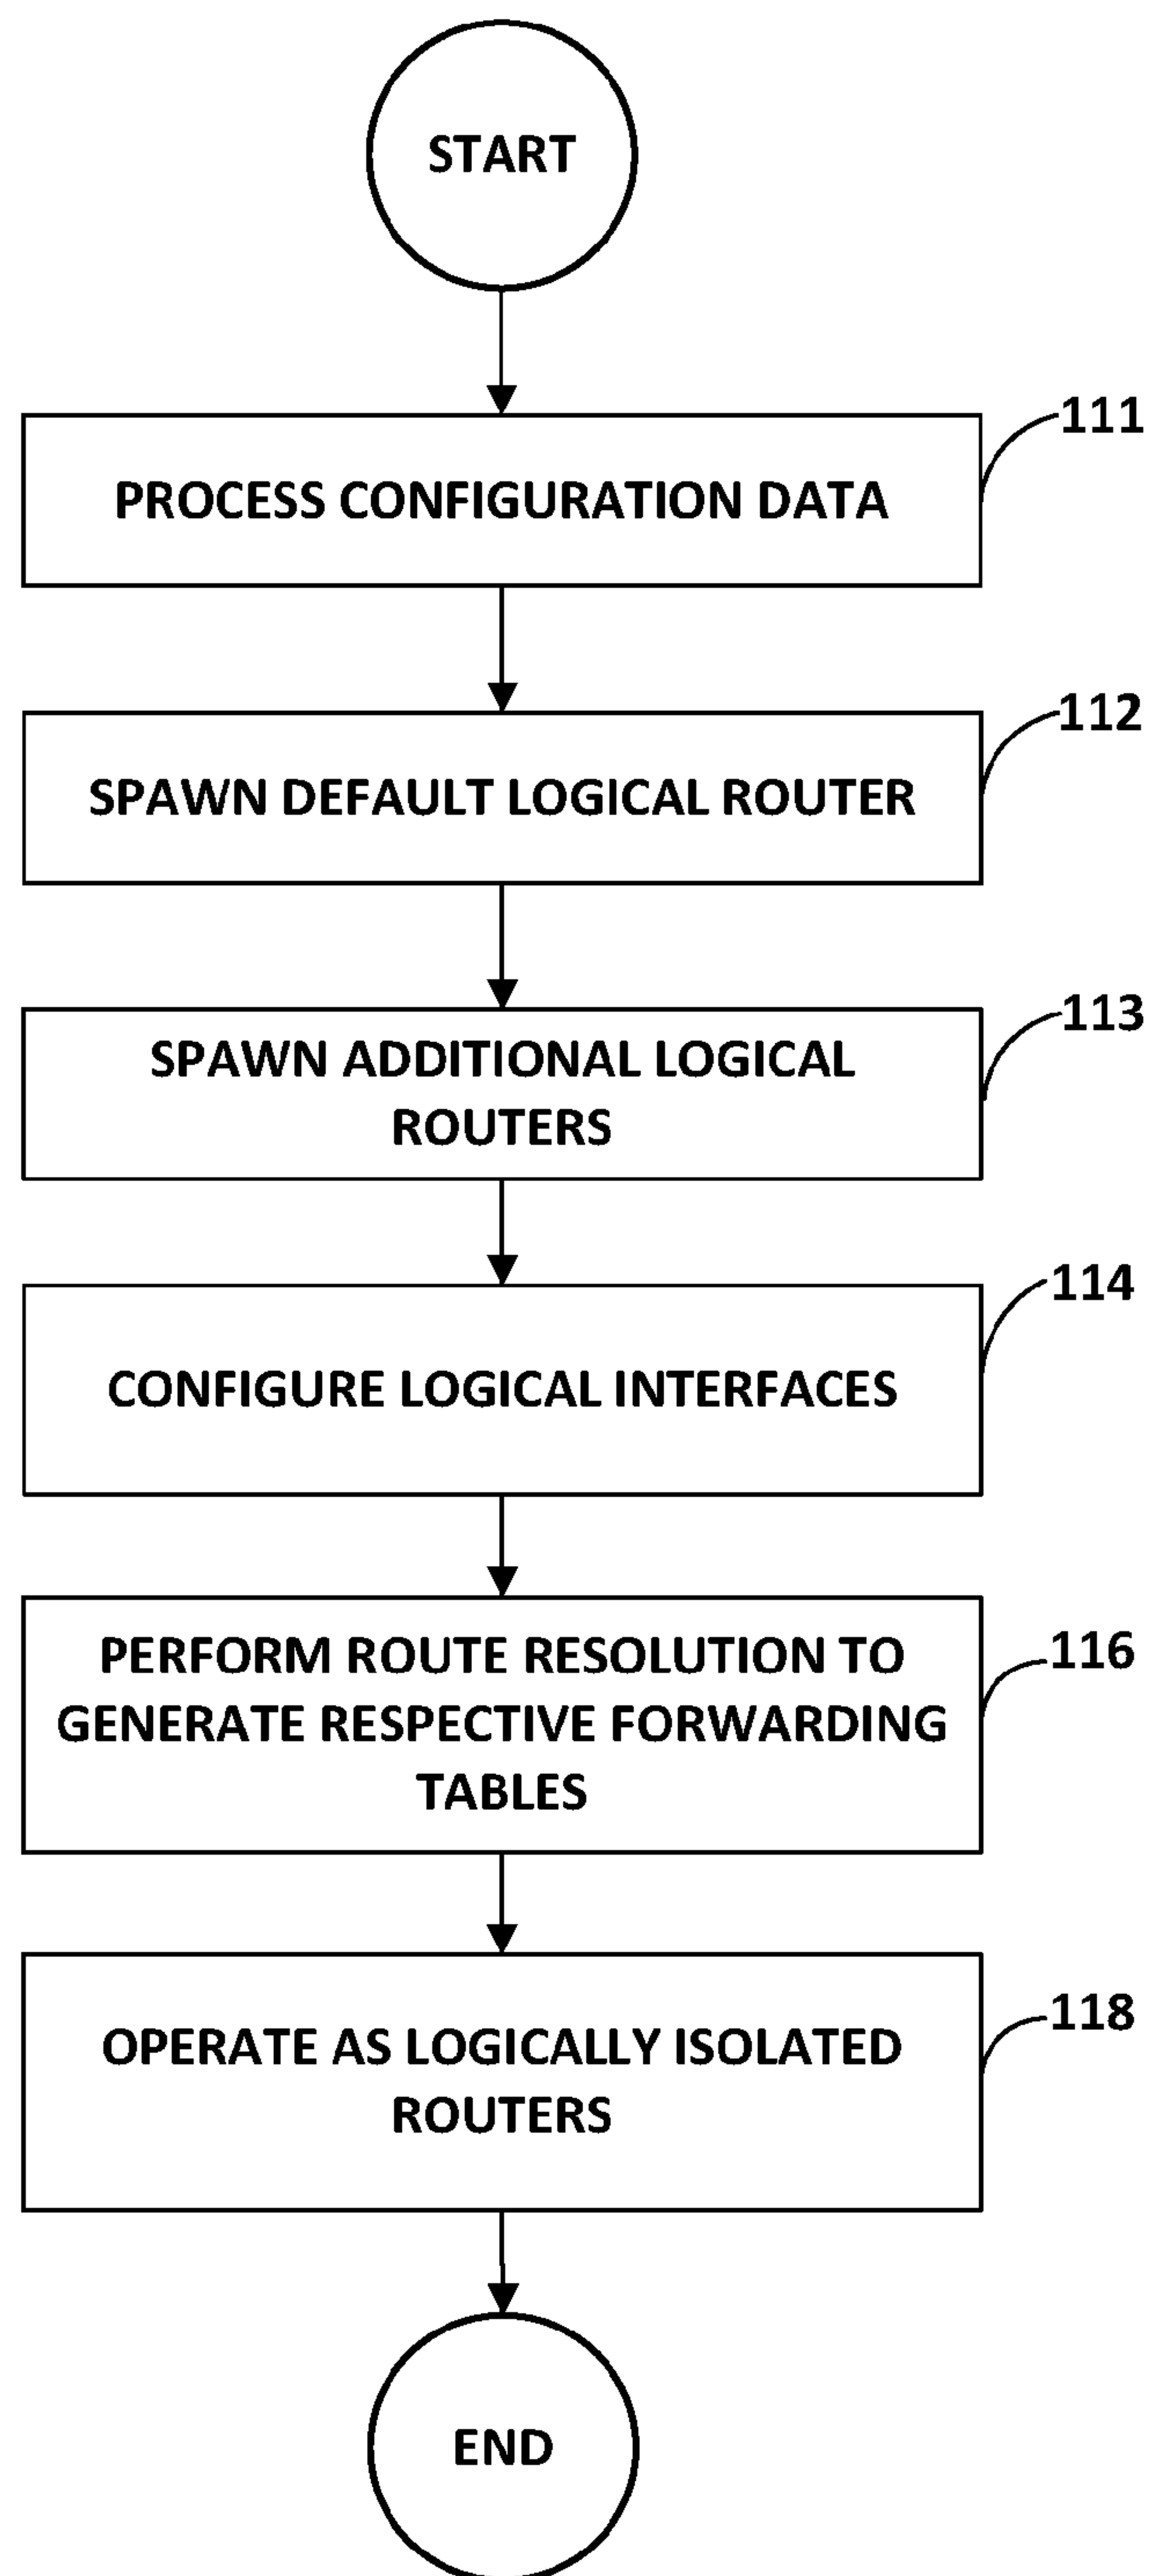 START
111
PROCESS CONFIGURATION DATA
112
SPAWN DEFAULT LOGICAL ROUTER
113
SPAWN ADDITIONAL LOGICAL
ROUTERS
114
CONFIGURE LOGICAL INTERFACES
116
PERFORM ROUTE RESOLUTION TO
GENERATE RESPECTIVE FORWARDING
TABLES
118
OPERATE AS LOGICALLY ISOLATED
ROUTERS
END